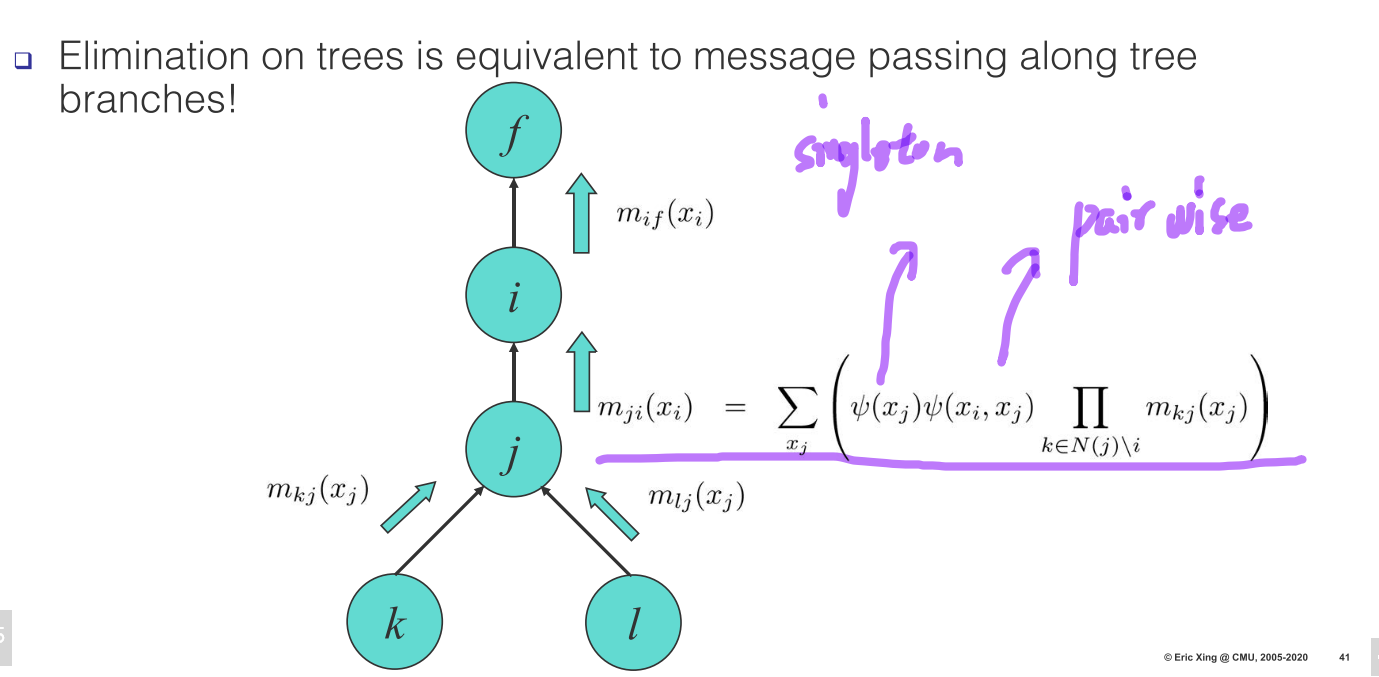 ❑ Elimination on trees is equivalent to message passing along tree
branches!
f
singleton
pair wise
m_{if}(x_i)
i
m_{ji}(x_i) = \sum_{x_j} \left( \psi(x_j)\psi(x_i, x_j) \prod_{k \in N(j)\backslash i} m_{kj}(x_j) \right)
j
m_{kj}(x_j)
m_{lj}(x_j)
k
l
© Eric Xing @ CMU, 2005-2020 41